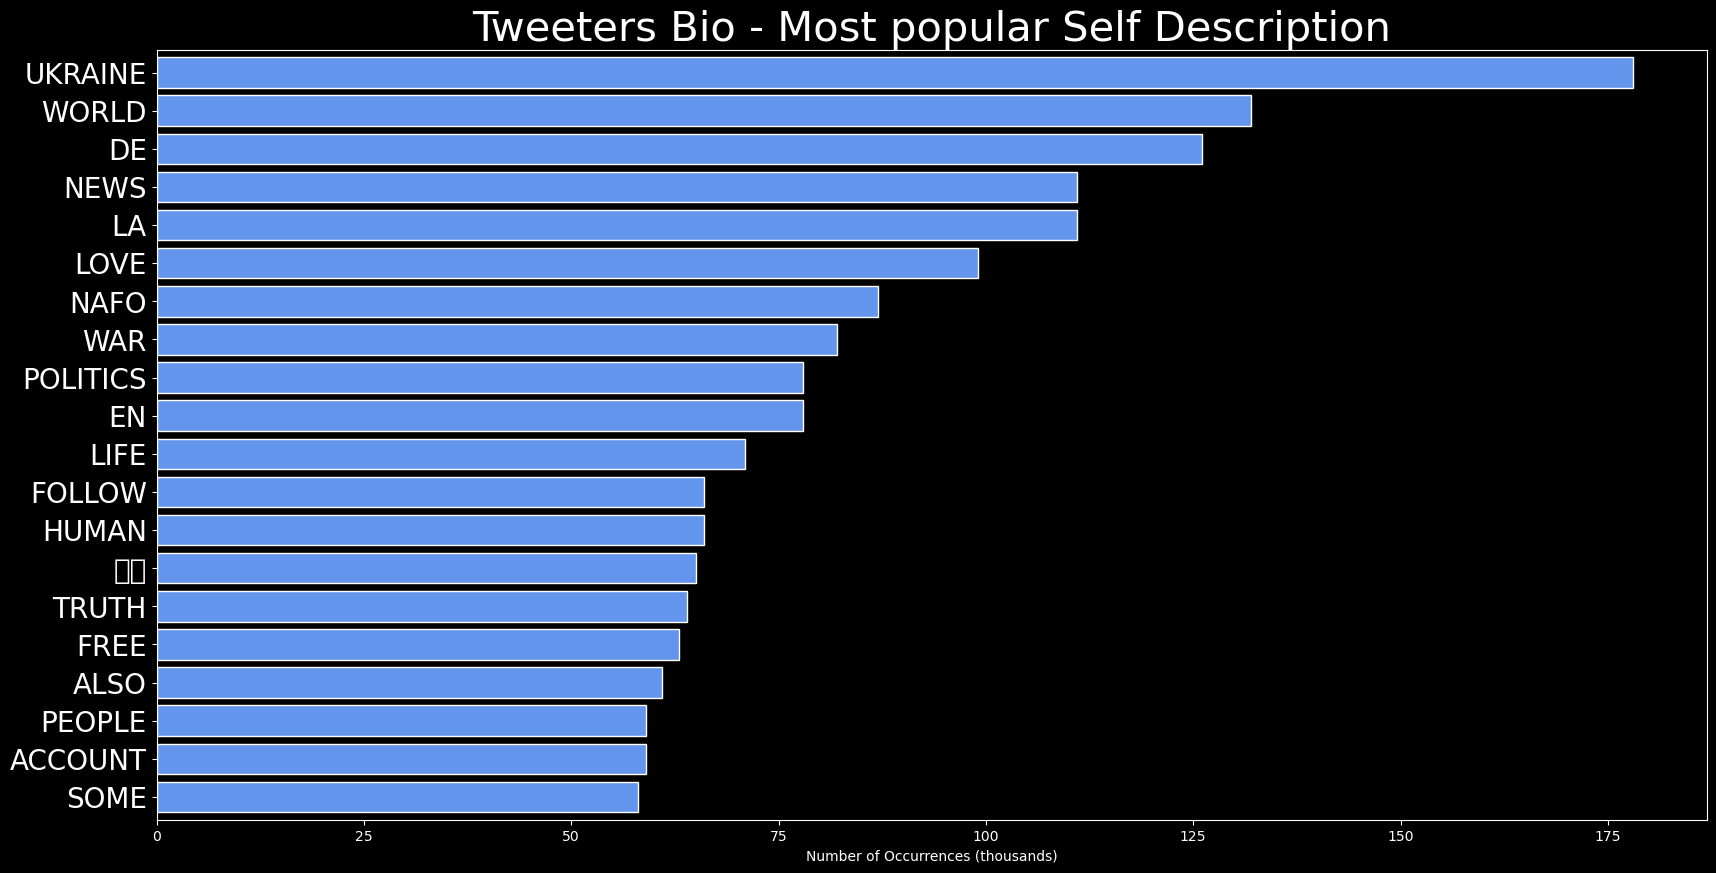 Tweeters Bio - Most popular Self Description
UKRAINE
WORLD
DE
NEWS
LA
LOVE
NAFO
WAR
POLITICS
EN
LIFE
FOLLOW
HUMAN
TRUTH
FREE
ALSO
PEOPLE
ACCOUNT
SOME
0 25 50 75 100 125 150 175
Number of Occurrences (thousands)